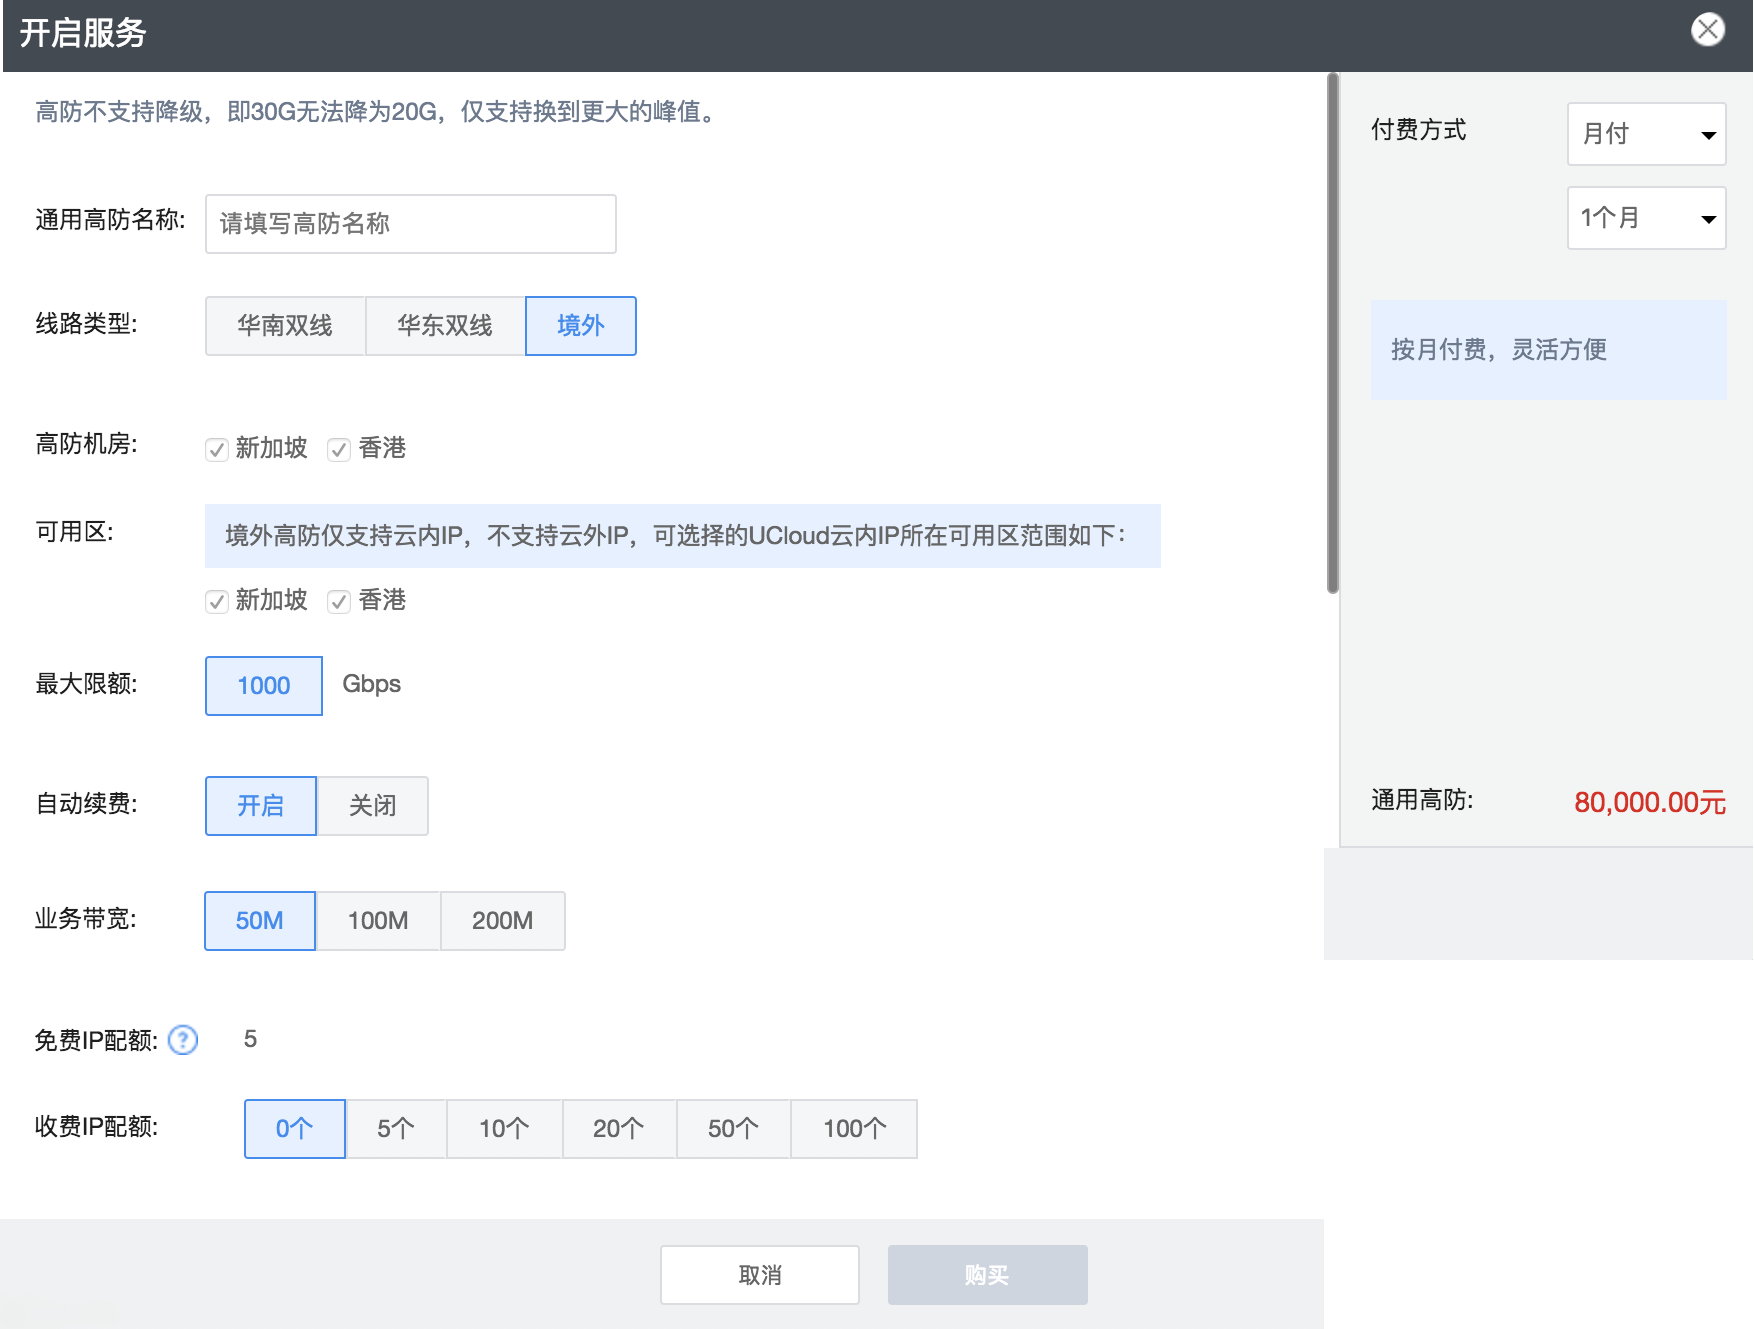 开启服务
高防不支持降级，即30G无法降为20G，仅支持换到更大的峰值。
通用高防名称: 请填写高防名称
线路类型: 华南双线 华东双线 境外
高防机房: 新加坡 香港
可用区: 境外高防仅支持云内IP，不支持云外IP，可选择的UCloud云内IP所在可用区范围如下：
新加坡 香港
最大限额: 1000 Gbps
自动续费: 开启 关闭
业务带宽: 50M 100M 200M
免费IP配额: ? 5
收费IP配额: 0个 5个 10个 20个 50个 100个
取消 购买
付费方式 月付
1个月
按月付费，灵活方便
通用高防: 80,000.00元